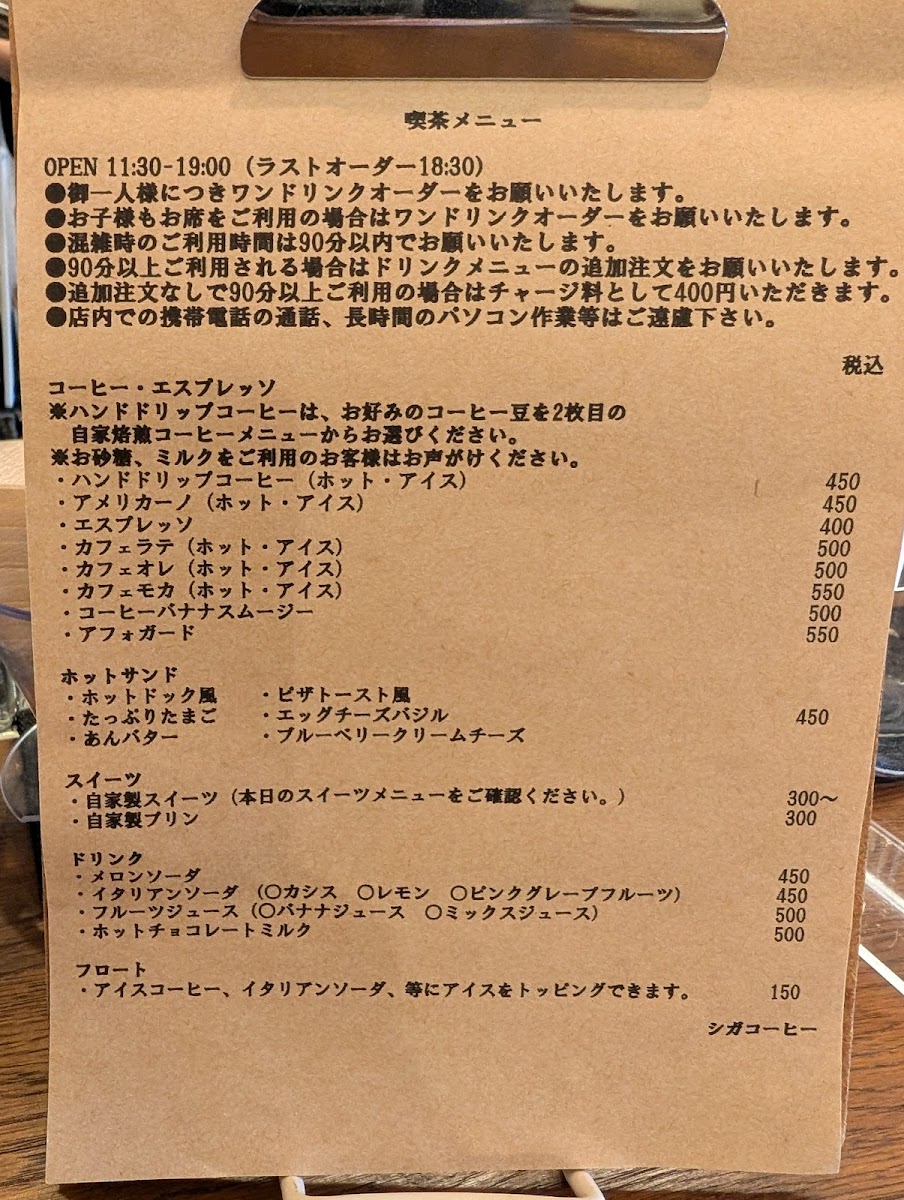 喫茶メニュー
OPEN 11:30-19:00 (ラストオーダー18:30)
●御一人様につきワンドリンクオーダーをお願いいたします。
●お子様もお席をご利用の場合はワンドリンクオーダーをお願いいたします。
●混雑時のご利用時間は90分以内でお願いいたします。
●90分以上ご利用される場合はドリンクメニューの追加注文をお願いいたします。
●追加注文なしで90分以上ご利用の場合はチャージ料として400円いただきます。
●店内での携帯電話の通話、長時間のパソコン作業等はご遠慮下さい。
税込
コーヒー・エスプレッソ
※ハンドドリップコーヒーは、お好みのコーヒー豆を2枚目の
自家焙煎コーヒーメニューからお選びください。
※お砂糖、ミルクをご利用のお客様はお声がけください。
・ハンドドリップコーヒー (ホット・アイス) 450
・アメリカーノ (ホット・アイス) 450
・エスプレッソ 400
・カフェラテ (ホット・アイス) 500
・カフェオレ (ホット・アイス) 500
・カフェモカ (ホット・アイス) 550
・コーヒーバナナスムージー 500
・アフォガード 550
ホットサンド
・ホットドック風 ・ピザトースト風
・たっぷりたまご ・エッグチーズバジル 450
・あんバター ・ブルーベリークリームチーズ
スイーツ
・自家製スイーツ (本日のスイーツメニューをご確認ください。) 300〜
・自家製プリン 300
ドリンク
・メロンソーダ 450
・イタリアンソーダ (〇カシス 〇レモン 〇ピンクグレープフルーツ) 450
・フルーツジュース (〇バナナジュース 〇ミックスジュース) 500
・ホットチョコレートミルク 500
フロート
・アイスコーヒー、イタリアンソーダ、等にアイスをトッピングできます。 150
シガコーヒー